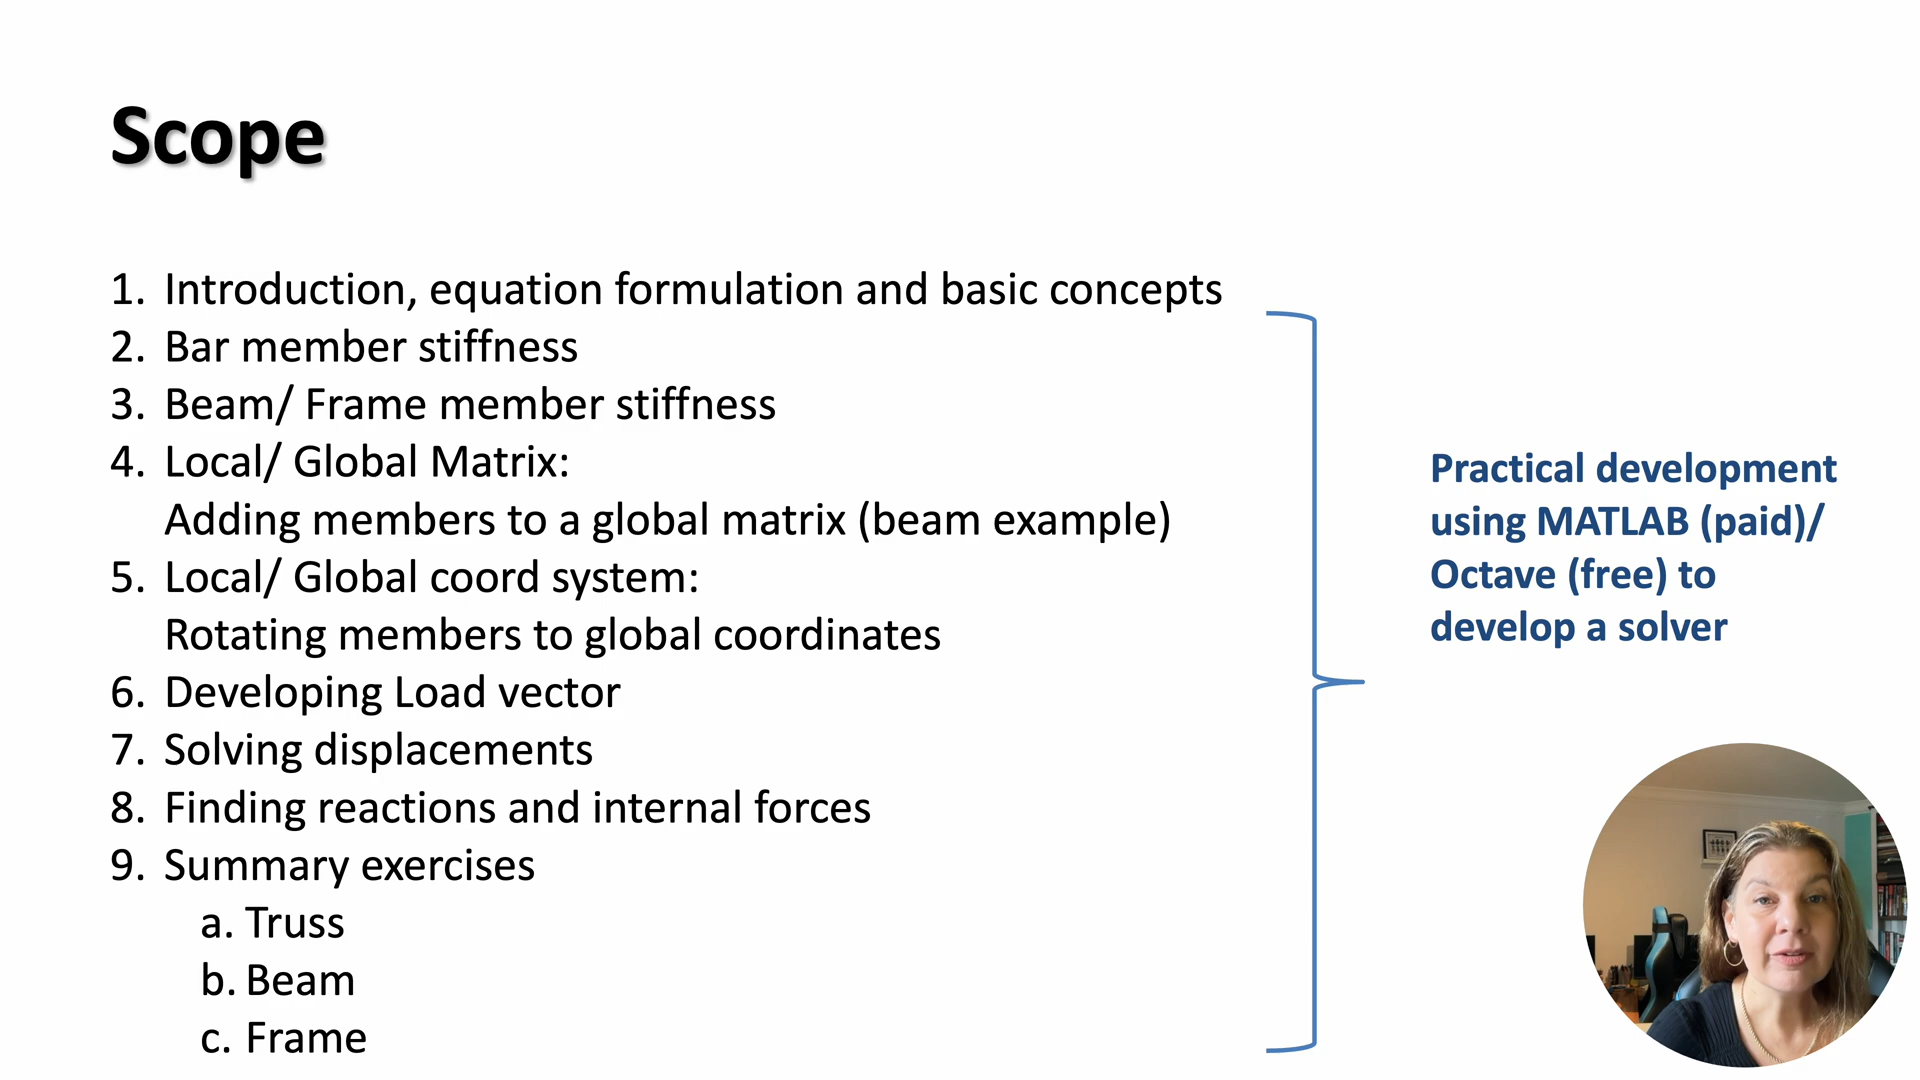 Scope
1. Introduction, equation formulation and basic concepts
2. Bar member stiffness
3. Beam/ Frame member stiffness
4. Local/ Global Matrix:
Adding members to a global matrix (beam example)
5. Local/ Global coord system:
Rotating members to global coordinates
6. Developing Load vector
7. Solving displacements
8. Finding reactions and internal forces
9. Summary exercises
a. Truss
b. Beam
c. Frame
Practical development
using MATLAB (paid)/
Octave (free) to
develop a solver